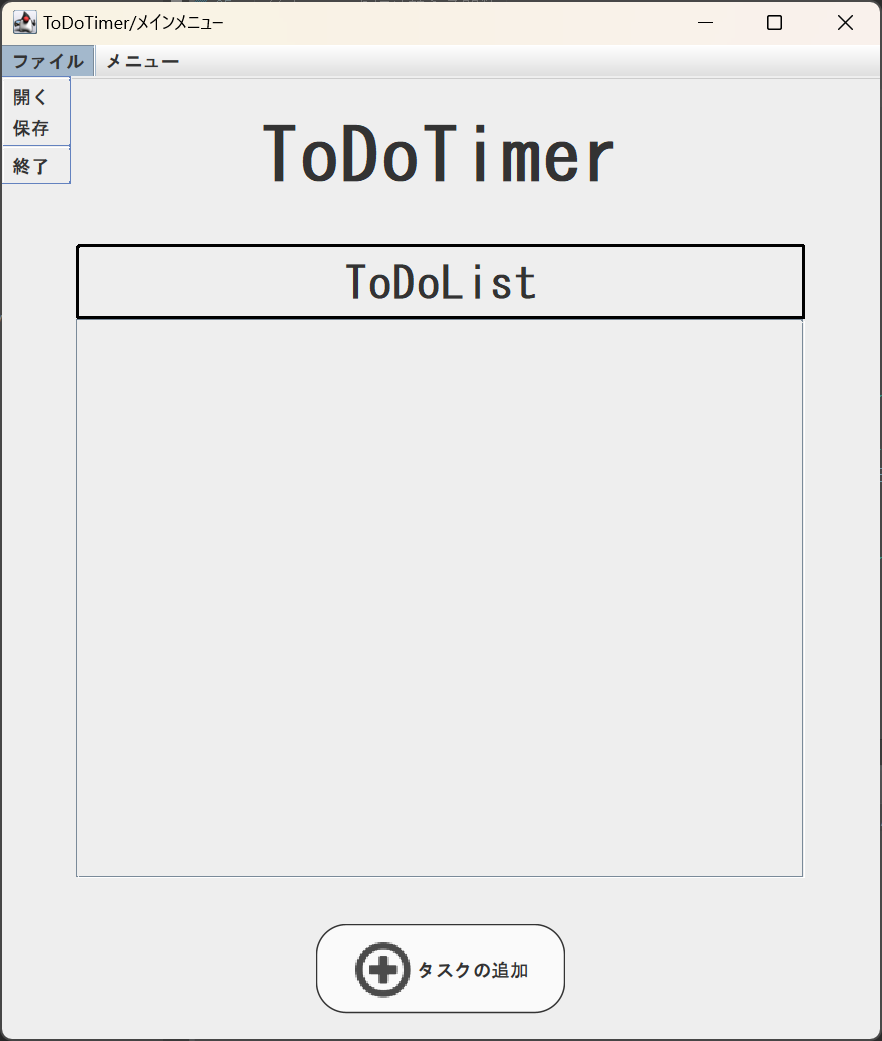 ToDoTimer/メインメニュー
ファイル メニュー
開く
保存
終了
ToDoTimer
ToDoList
タスクの追加